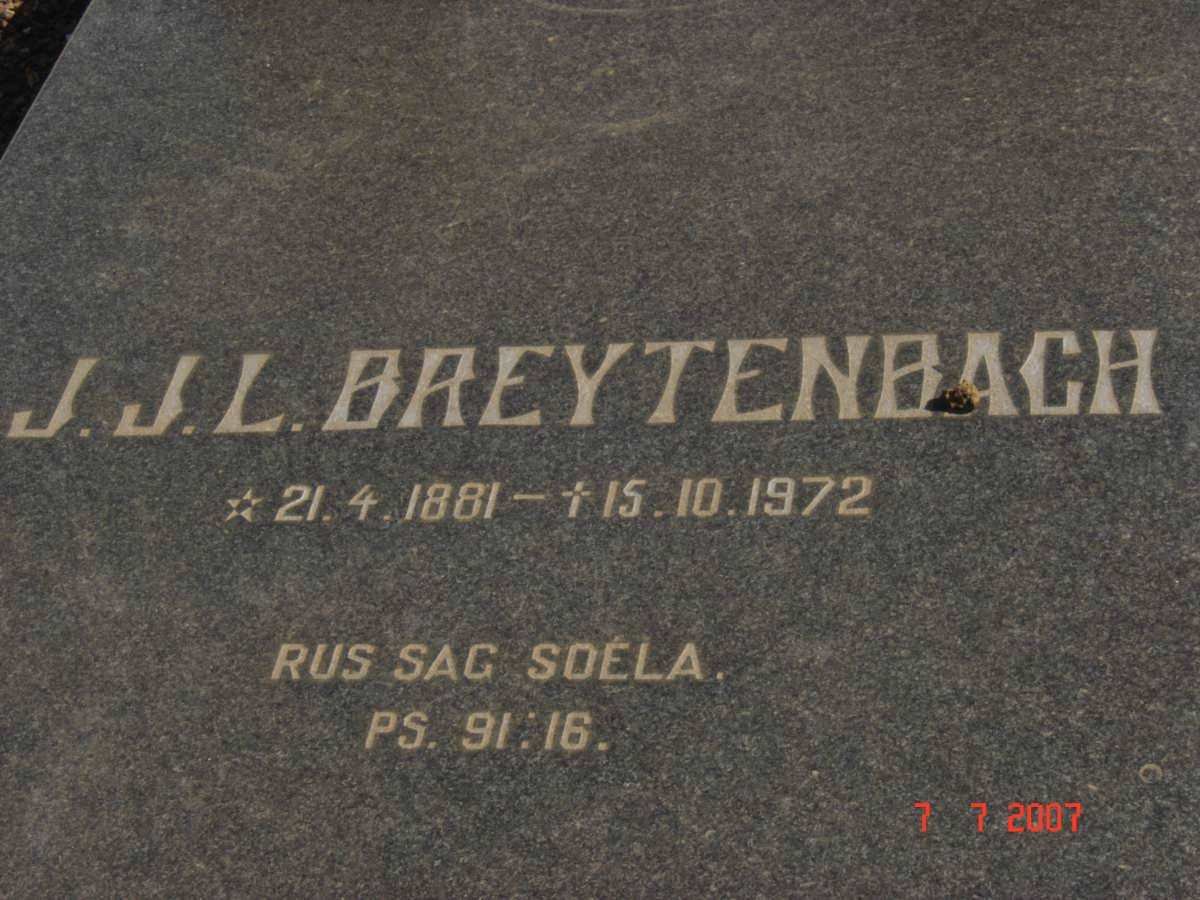 J.J.L. BREYTENBACH
☆ 21.4.1881 – † 15.10.1972
RUS SAG SOÉLA.
PS. 91:16.
7 7 2007